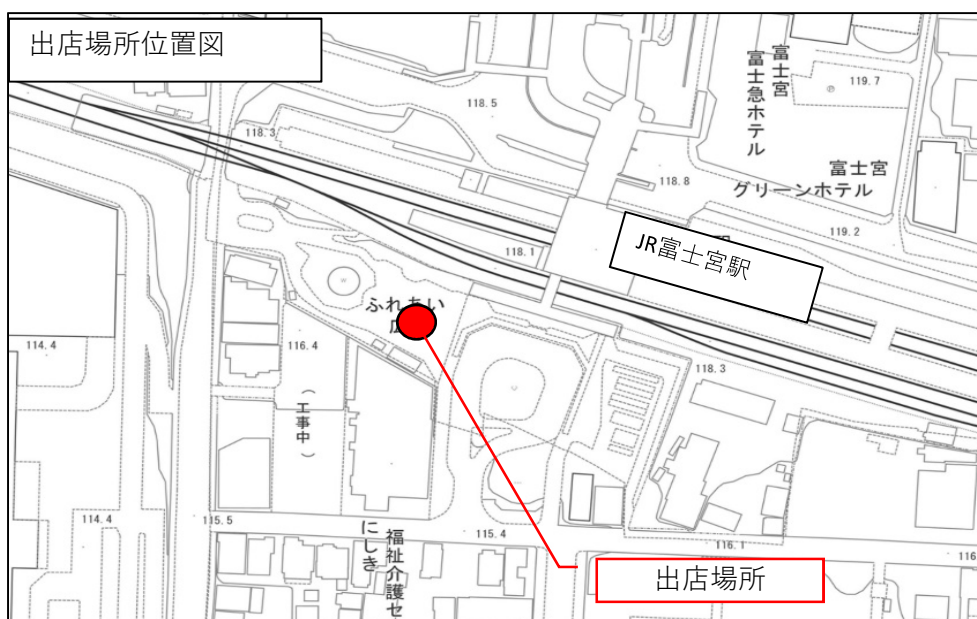 出店場所位置図
富士宮
富士急ホテル
119.7
118.5
118.3
118.8
富士宮
グリーンホテル
119.2
118.1
JR富士宮駅
ふれあい
広
114.4
116.4
118.3
（工事中）
114.4
115.5
115.4
116.1
116
にしき
福祉介護セ
出店場所